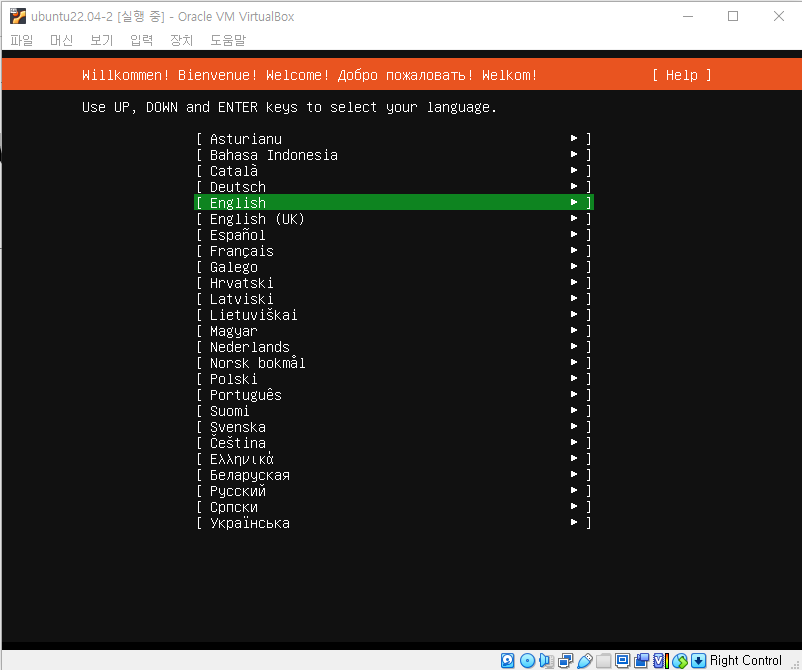 ubuntu22.04-2 [실행 중] - Oracle VM VirtualBox
파일 머신 보기 입력 장치 도움말
Willkommen! Bienvenue! Welcome! Добро пожаловать! Welkom! [ Help ]
Use UP, DOWN and ENTER keys to select your language.
[ Asturianu ► ]
[ Bahasa Indonesia ► ]
[ Català ► ]
[ Deutsch ► ]
[ English ► ]
[ English (UK) ► ]
[ Español ► ]
[ Français ► ]
[ Galego ► ]
[ Hrvatski ► ]
[ Latviski ► ]
[ Lietuviškai ► ]
[ Magyar ► ]
[ Nederlands ► ]
[ Norsk bokmål ► ]
[ Polski ► ]
[ Português ► ]
[ Suomi ► ]
[ Svenska ► ]
[ Čeština ► ]
[ Ελληνικά ► ]
[ Беларуская ► ]
[ Русский ► ]
[ Српски ► ]
[ Українська ► ]
Right Control